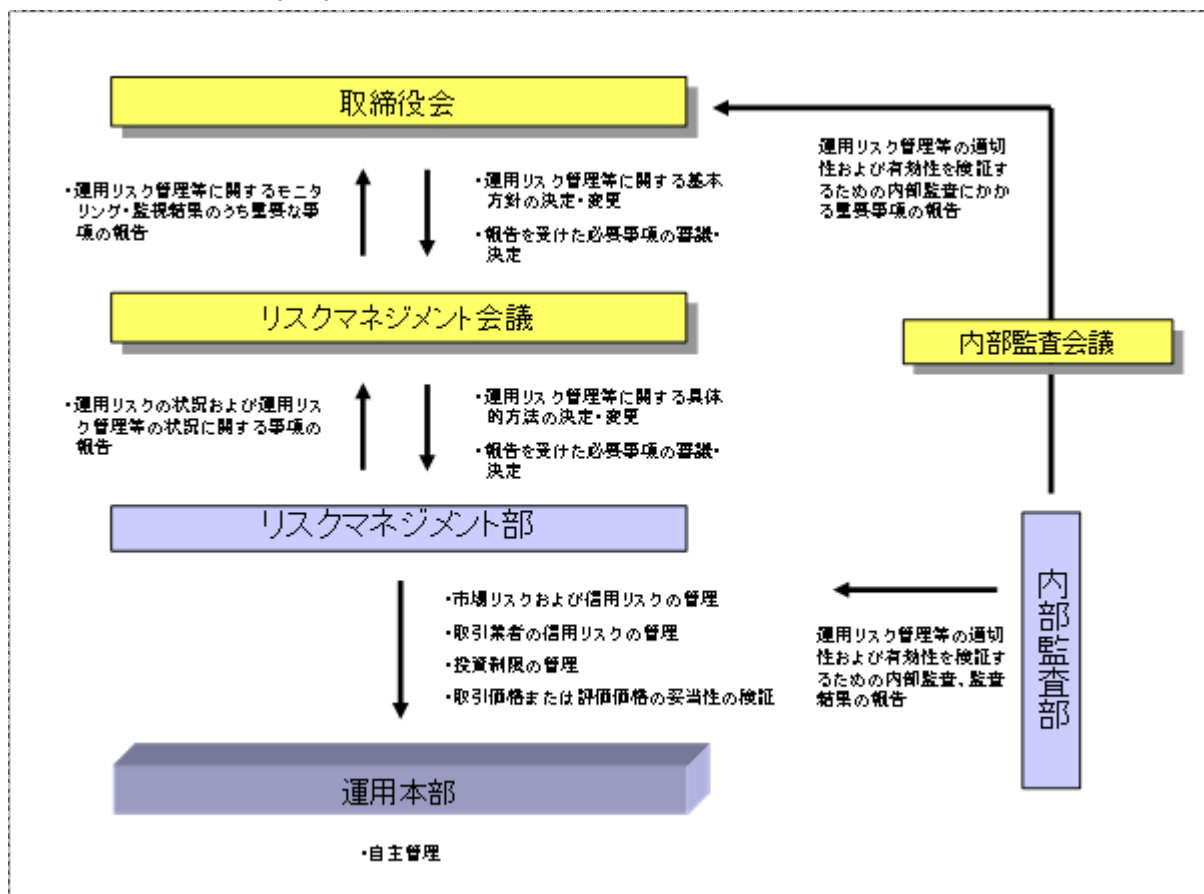 取締役会
・運用リスク管理等に関するモニ
タリング・監視結果のうち重要な事
項の報告
・運用リスク管理等に関する基本
方針の決定・変更
・報告を受けた必要事項の審議・
決定
運用リスク管理等の適切
性および有効性を検証す
るための内部監査にかか
る重要事項の報告
リスクマネジメント会議
内部監査会議
・運用リスクの状況および運用リス
ク管理等の状況に関する事項の
報告
・運用リスク管理等に関する具体
的方法の決定・変更
・報告を受けた必要事項の審議・
決定
リスクマネジメント部
内部監査部
・市場リスクおよび信用リスクの管理
・取引業者の信用リスクの管理
・投資制限の管理
・取引価格または評価価格の妥当性の検証
運用リスク管理等の適切
性および有効性を検証す
るための内部監査、監査
結果の報告
運用本部
・自主管理